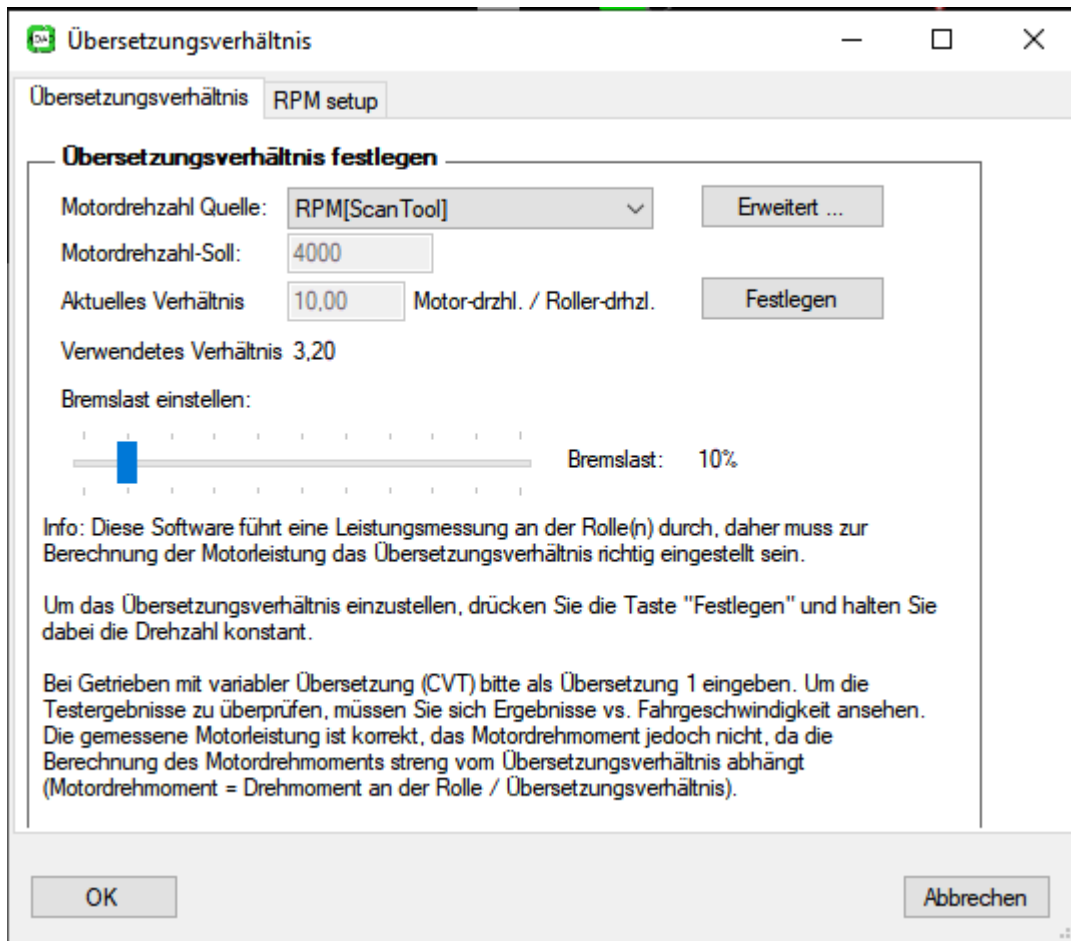 DA Übersetzungsverhältnis
Übersetzungsverhältnis RPM setup
Übersetzungsverhältnis festlegen
Motordrehzahl Quelle: RPM[ScanTool] Erweitert ...
Motordrehzahl-Soll: 4000
Aktuelles Verhältnis 10,00 Motor-drzhl. / Roller-drhzl. Festlegen
Verwendetes Verhältnis 3,20
Bremslast einstellen:
Bremslast: 10%
Info: Diese Software führt eine Leistungsmessung an der Rolle(n) durch, daher muss zur
Berechnung der Motorleistung das Übersetzungsverhältnis richtig eingestellt sein.
Um das Übersetzungsverhältnis einzustellen, drücken Sie die Taste "Festlegen" und halten Sie
dabei die Drehzahl konstant.
Bei Getrieben mit variabler Übersetzung (CVT) bitte als Übersetzung 1 eingeben. Um die
Testergebnisse zu überprüfen, müssen Sie sich Ergebnisse vs. Fahrgeschwindigkeit ansehen.
Die gemessene Motorleistung ist korrekt, das Motordrehmoment jedoch nicht, da die
Berechnung des Motordrehmoments streng vom Übersetzungsverhältnis abhängt
(Motordrehmoment = Drehmoment an der Rolle / Übersetzungsverhältnis).
OK Abbrechen